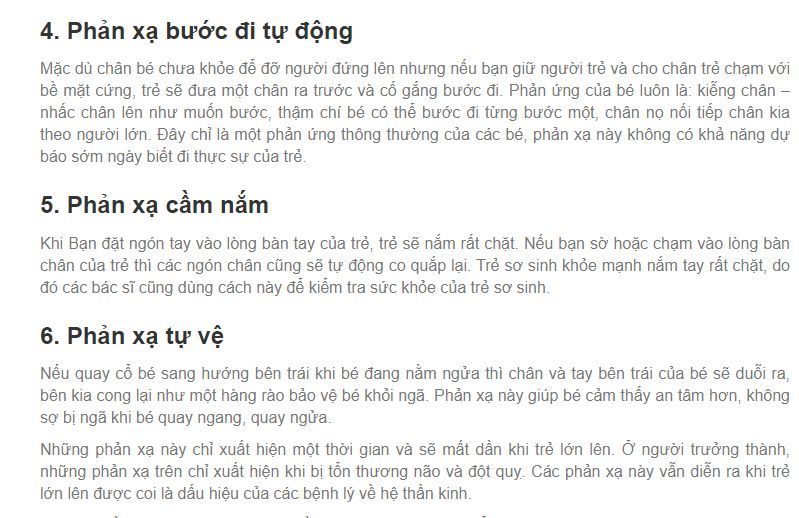 4. Phản xạ bước đi tự động
Mặc dù chân bé chưa khỏe để đỡ người đứng lên nhưng nếu bạn giữ người trẻ và cho chân trẻ chạm với
bề mặt cứng, trẻ sẽ đưa một chân ra trước và cố gắng bước đi. Phản ứng của bé luôn là: kiễng chân –
nhấc chân lên như muốn bước, thậm chí bé có thể bước đi từng bước một, chân nọ nối tiếp chân kia
theo người lớn. Đây chỉ là một phản ứng thông thường của các bé, phản xạ này không có khả năng dự
báo sớm ngày biết đi thực sự của trẻ.
5. Phản xạ cầm nắm
Khi Bạn đặt ngón tay vào lòng bàn tay của trẻ, trẻ sẽ nắm rất chặt. Nếu bạn sờ hoặc chạm vào lòng bàn
chân của trẻ thì các ngón chân cũng sẽ tự động co quắp lại. Trẻ sơ sinh khỏe mạnh nắm tay rất chặt, do
đó các bác sĩ cũng dùng cách này để kiểm tra sức khỏe của trẻ sơ sinh.
6. Phản xạ tự vệ
Nếu quay cổ bé sang hướng bên trái khi bé đang nằm ngửa thì chân và tay bên trái của bé sẽ duỗi ra,
bên kia cong lại như một hàng rào bảo vệ bé khỏi ngã. Phản xạ này giúp bé cảm thấy an tâm hơn, không
sợ bị ngã khi bé quay ngang, quay ngửa.
Những phản xạ này chỉ xuất hiện một thời gian và sẽ mất dần khi trẻ lớn lên. Ở người trưởng thành,
những phản xạ trên chỉ xuất hiện khi bị tổn thương não và đột quỵ. Các phản xạ này vẫn diễn ra khi trẻ
lớn lên được coi là dấu hiệu của các bệnh lý về hệ thần kinh.